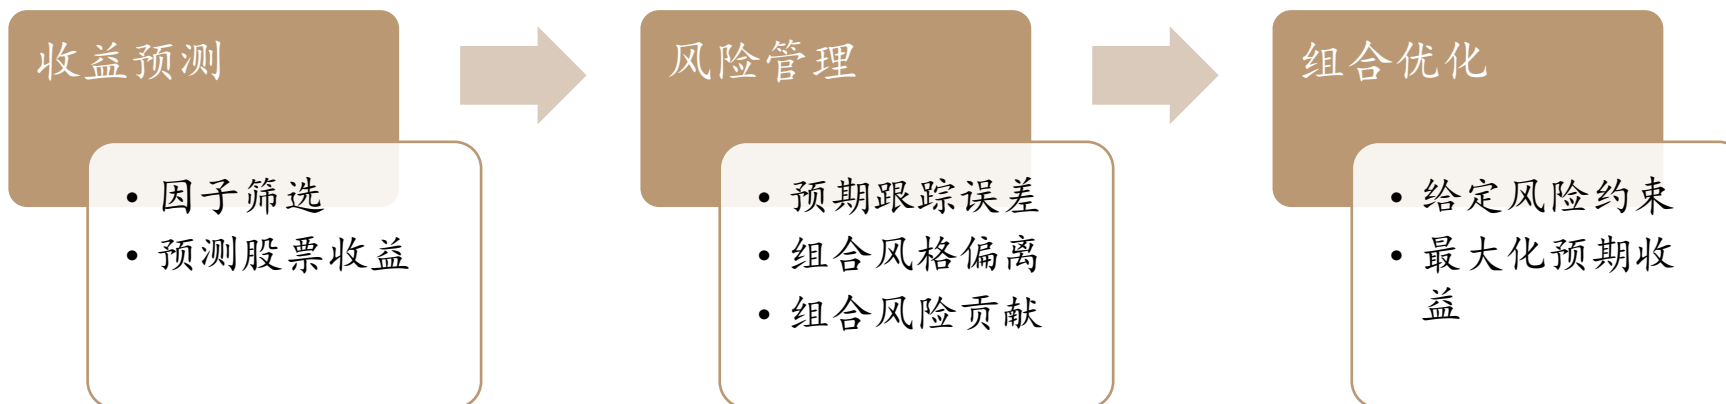 收益预测
• 因子筛选
• 预测股票收益
风险管理
• 预期跟踪误差
• 组合风格偏离
• 组合风险贡献
组合优化
• 给定风险约束
• 最大化预期收
益